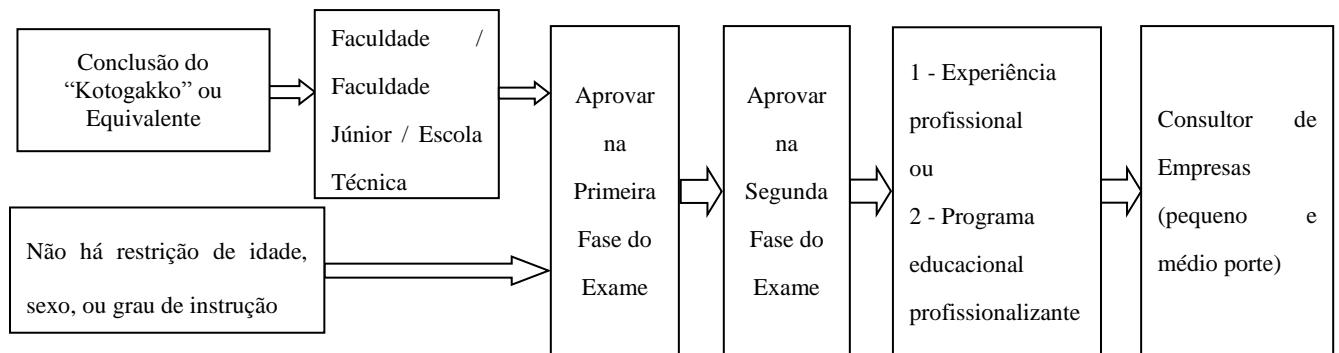 Conclusão do
“Kotogakko” ou
Equivalente
Faculdade /
Faculdade
Júnior / Escola
Técnica
Não há restrição de idade,
sexo, ou grau de instrução
Aprovar
na
Primeira
Fase do
Exame
Aprovar
na
Segunda
Fase do
Exame
1 - Experiência
profissional
ou
2 - Programa
educacional
profissionalizante
Consultor de
Empresas
(pequeno e
médio porte)